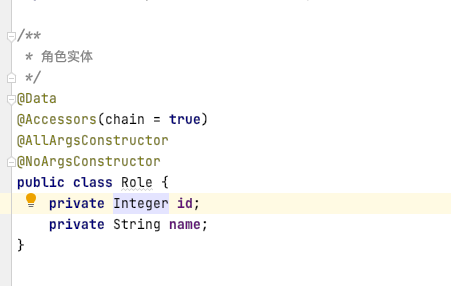 /**
 * 角色实体
 */
@Data
@Accessors(chain = true)
@AllArgsConstructor
@NoArgsConstructor
public class Role {
    private Integer id;
    private String name;
}